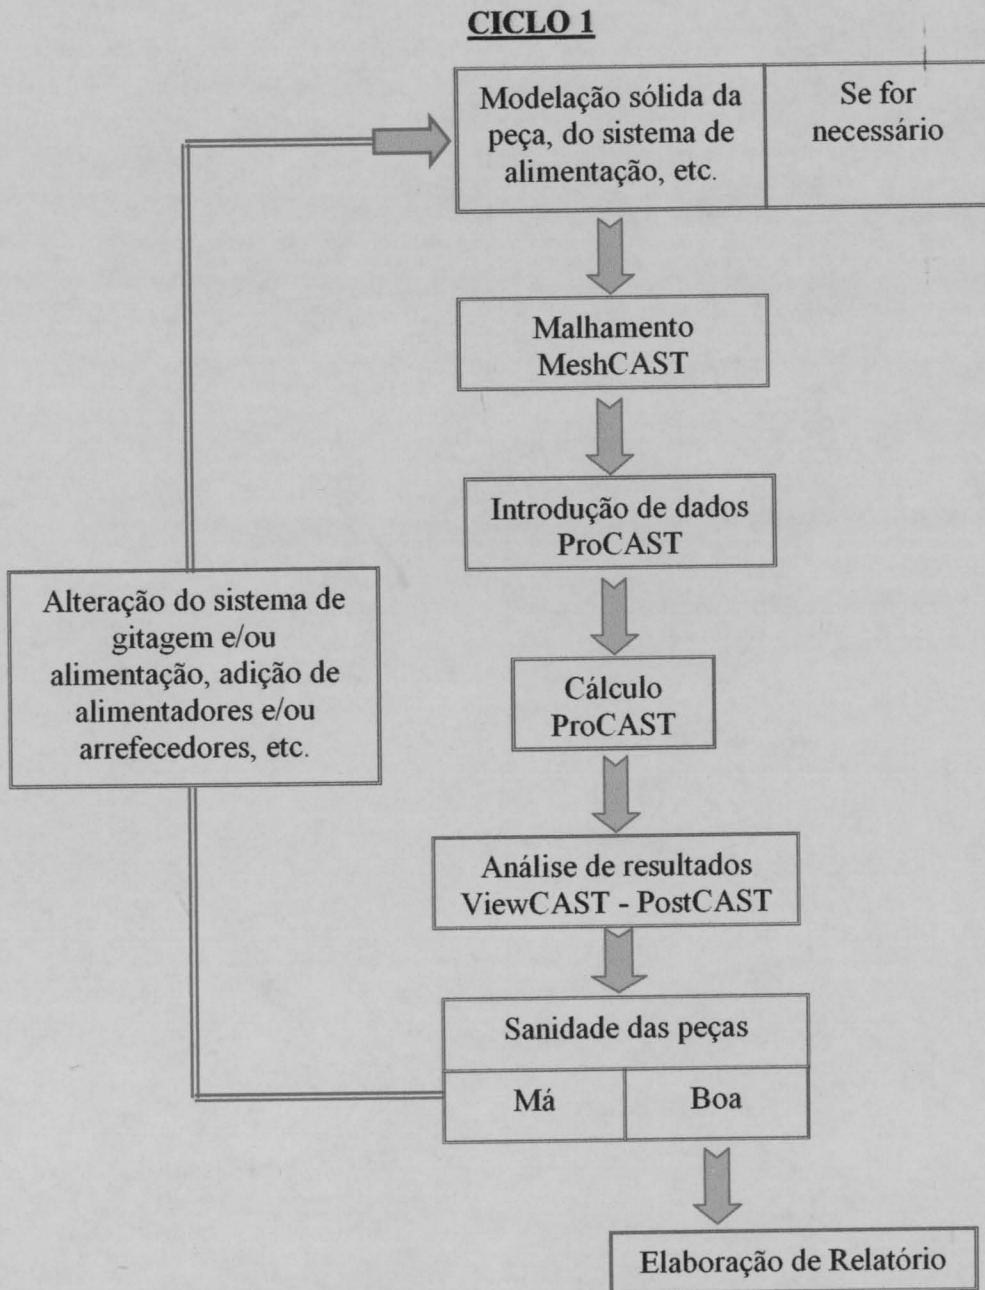 CICLO 1
Modelação sólida da
peça, do sistema de
alimentação, etc.
Se for
necessário
Malhamento
MeshCAST
Introdução de dados
ProCAST
Alteração do sistema de
gitagem e/ou
alimentação, adição de
alimentadores e/ou
arrefecedores, etc.
Cálculo
ProCAST
Análise de resultados
ViewCAST - PostCAST
Sanidade das peças
Má
Boa
Elaboração de Relatório